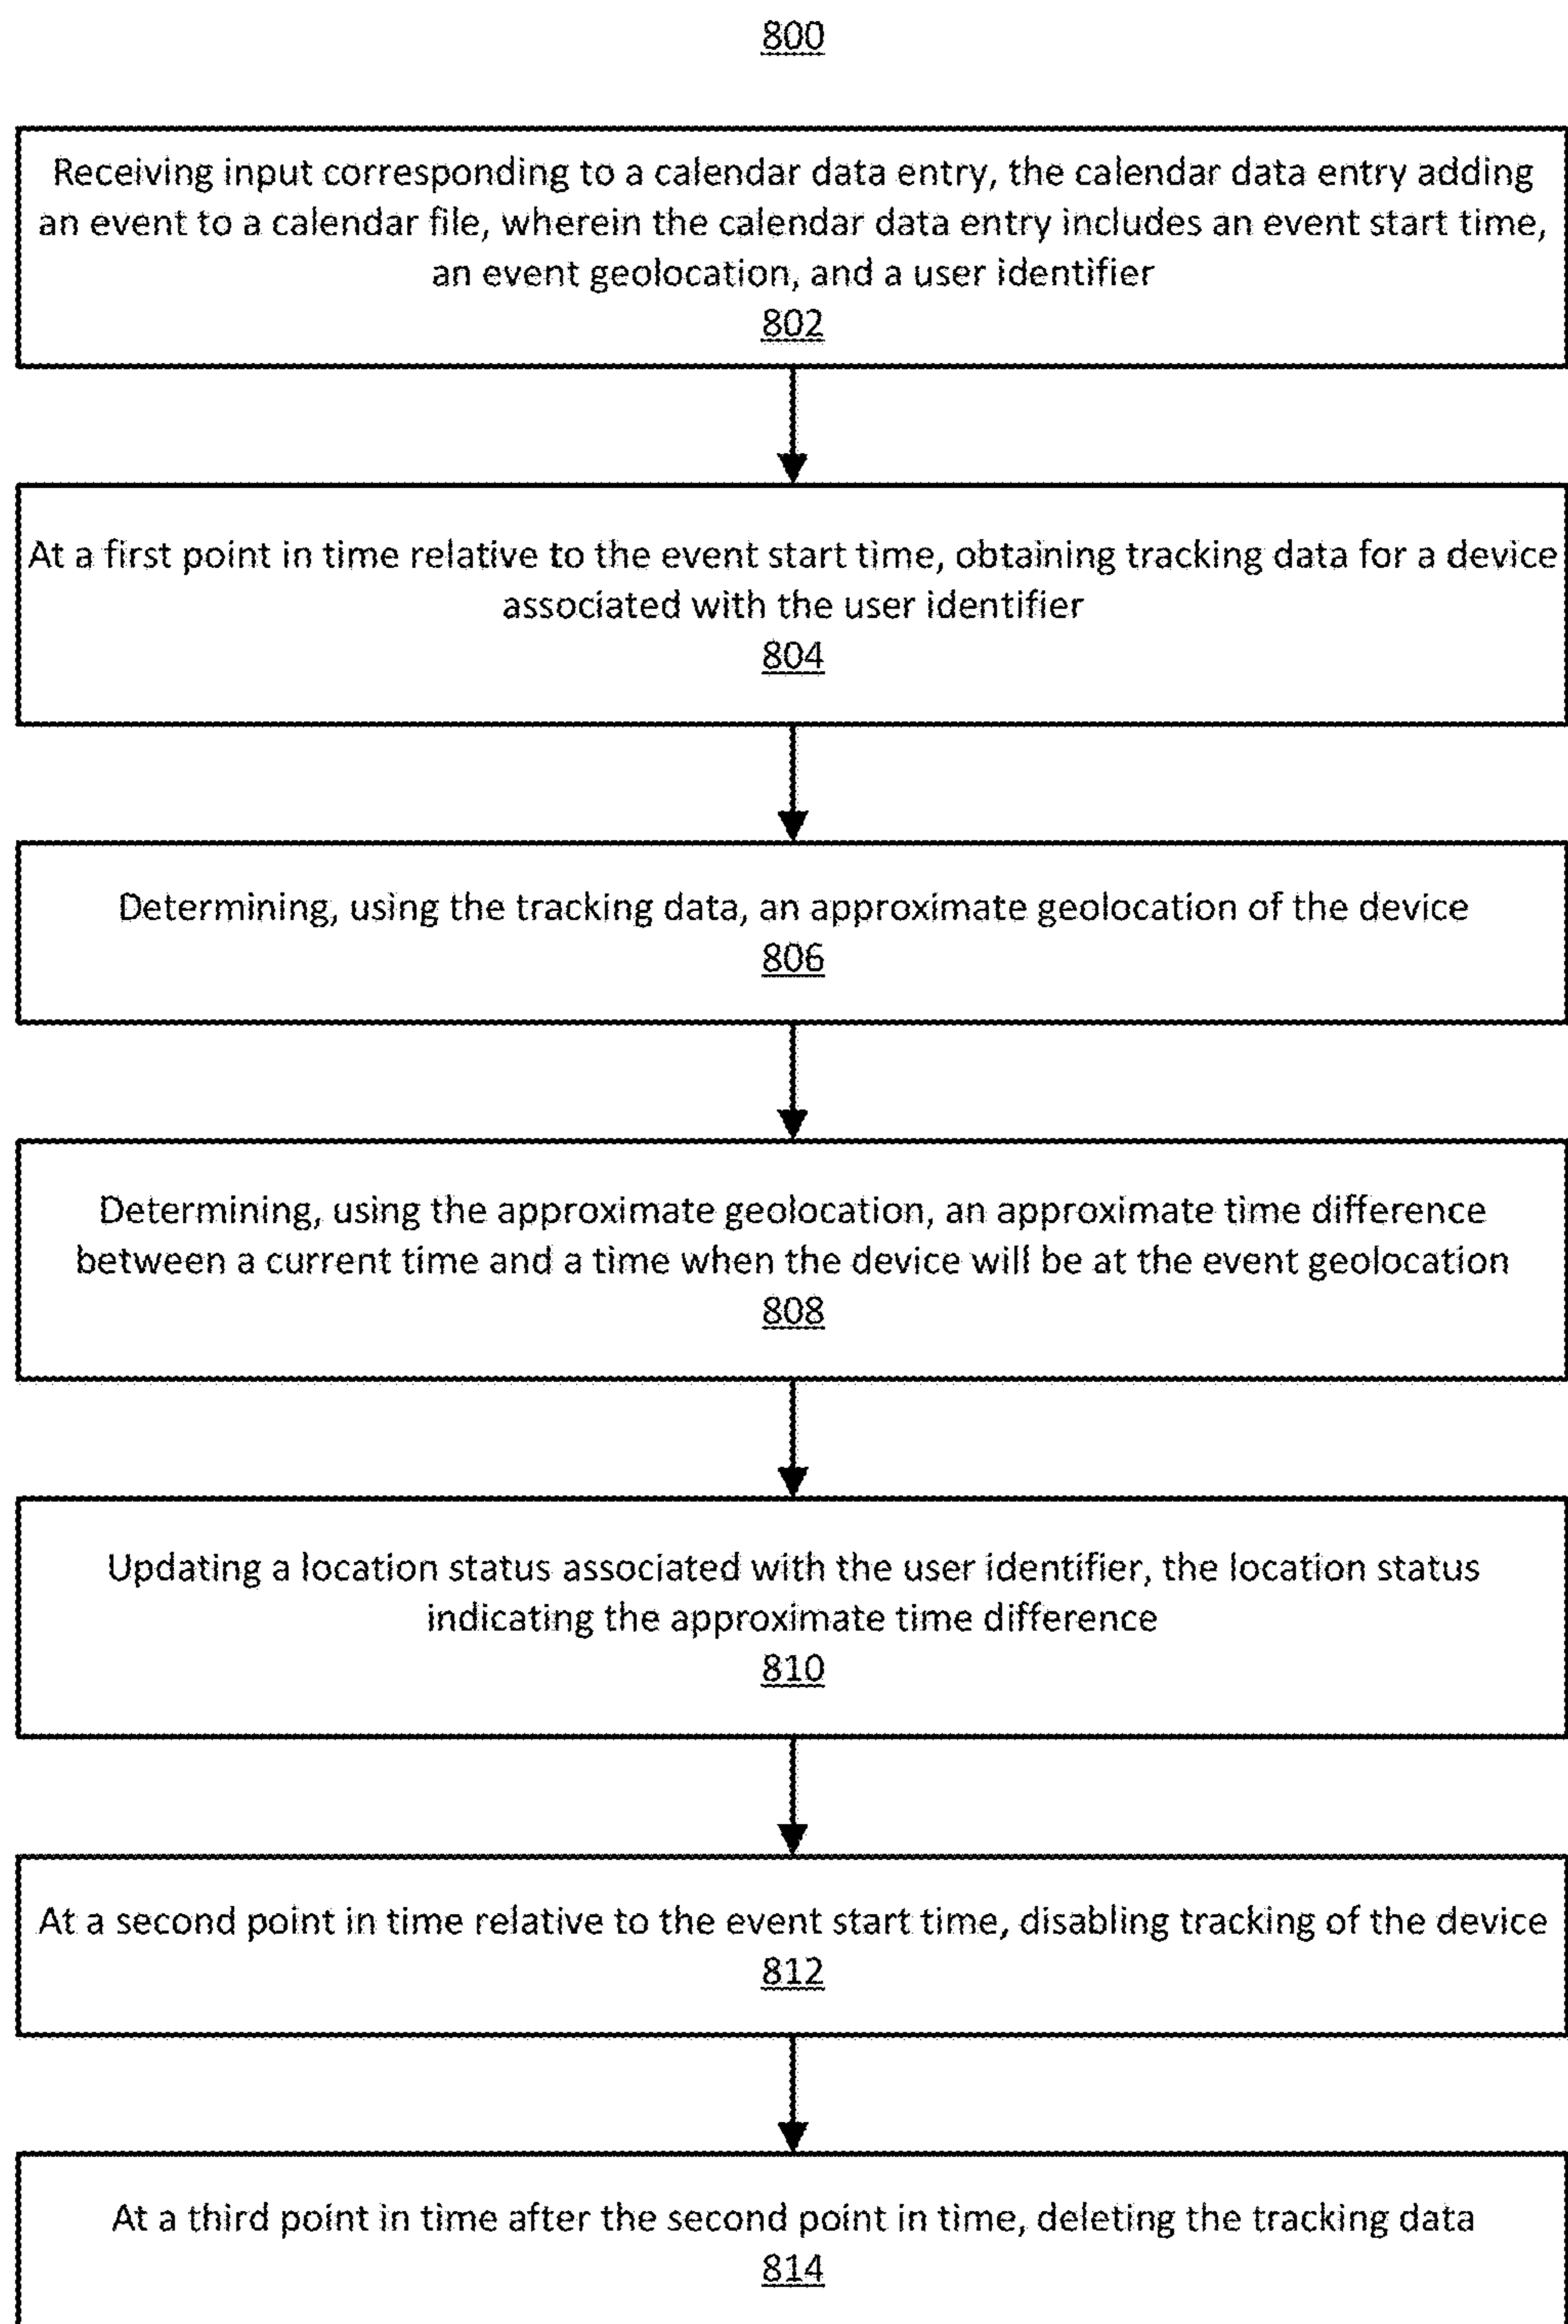 800
Receiving input corresponding to a calendar data entry, the calendar data entry adding
an event to a calendar file, wherein the calendar data entry includes an event start time,
an event geolocation, and a user identifier
802
At a first point in time relative to the event start time, obtaining tracking data for a device
associated with the user identifier
804
Determining, using the tracking data, an approximate geolocation of the device
806
Determining, using the approximate geolocation, an approximate time difference
between a current time and a time when the device will be at the event geolocation
808
Updating a location status associated with the user identifier, the location status
indicating the approximate time difference
810
At a second point in time relative to the event start time, disabling tracking of the device
812
At a third point in time after the second point in time, deleting the tracking data
814